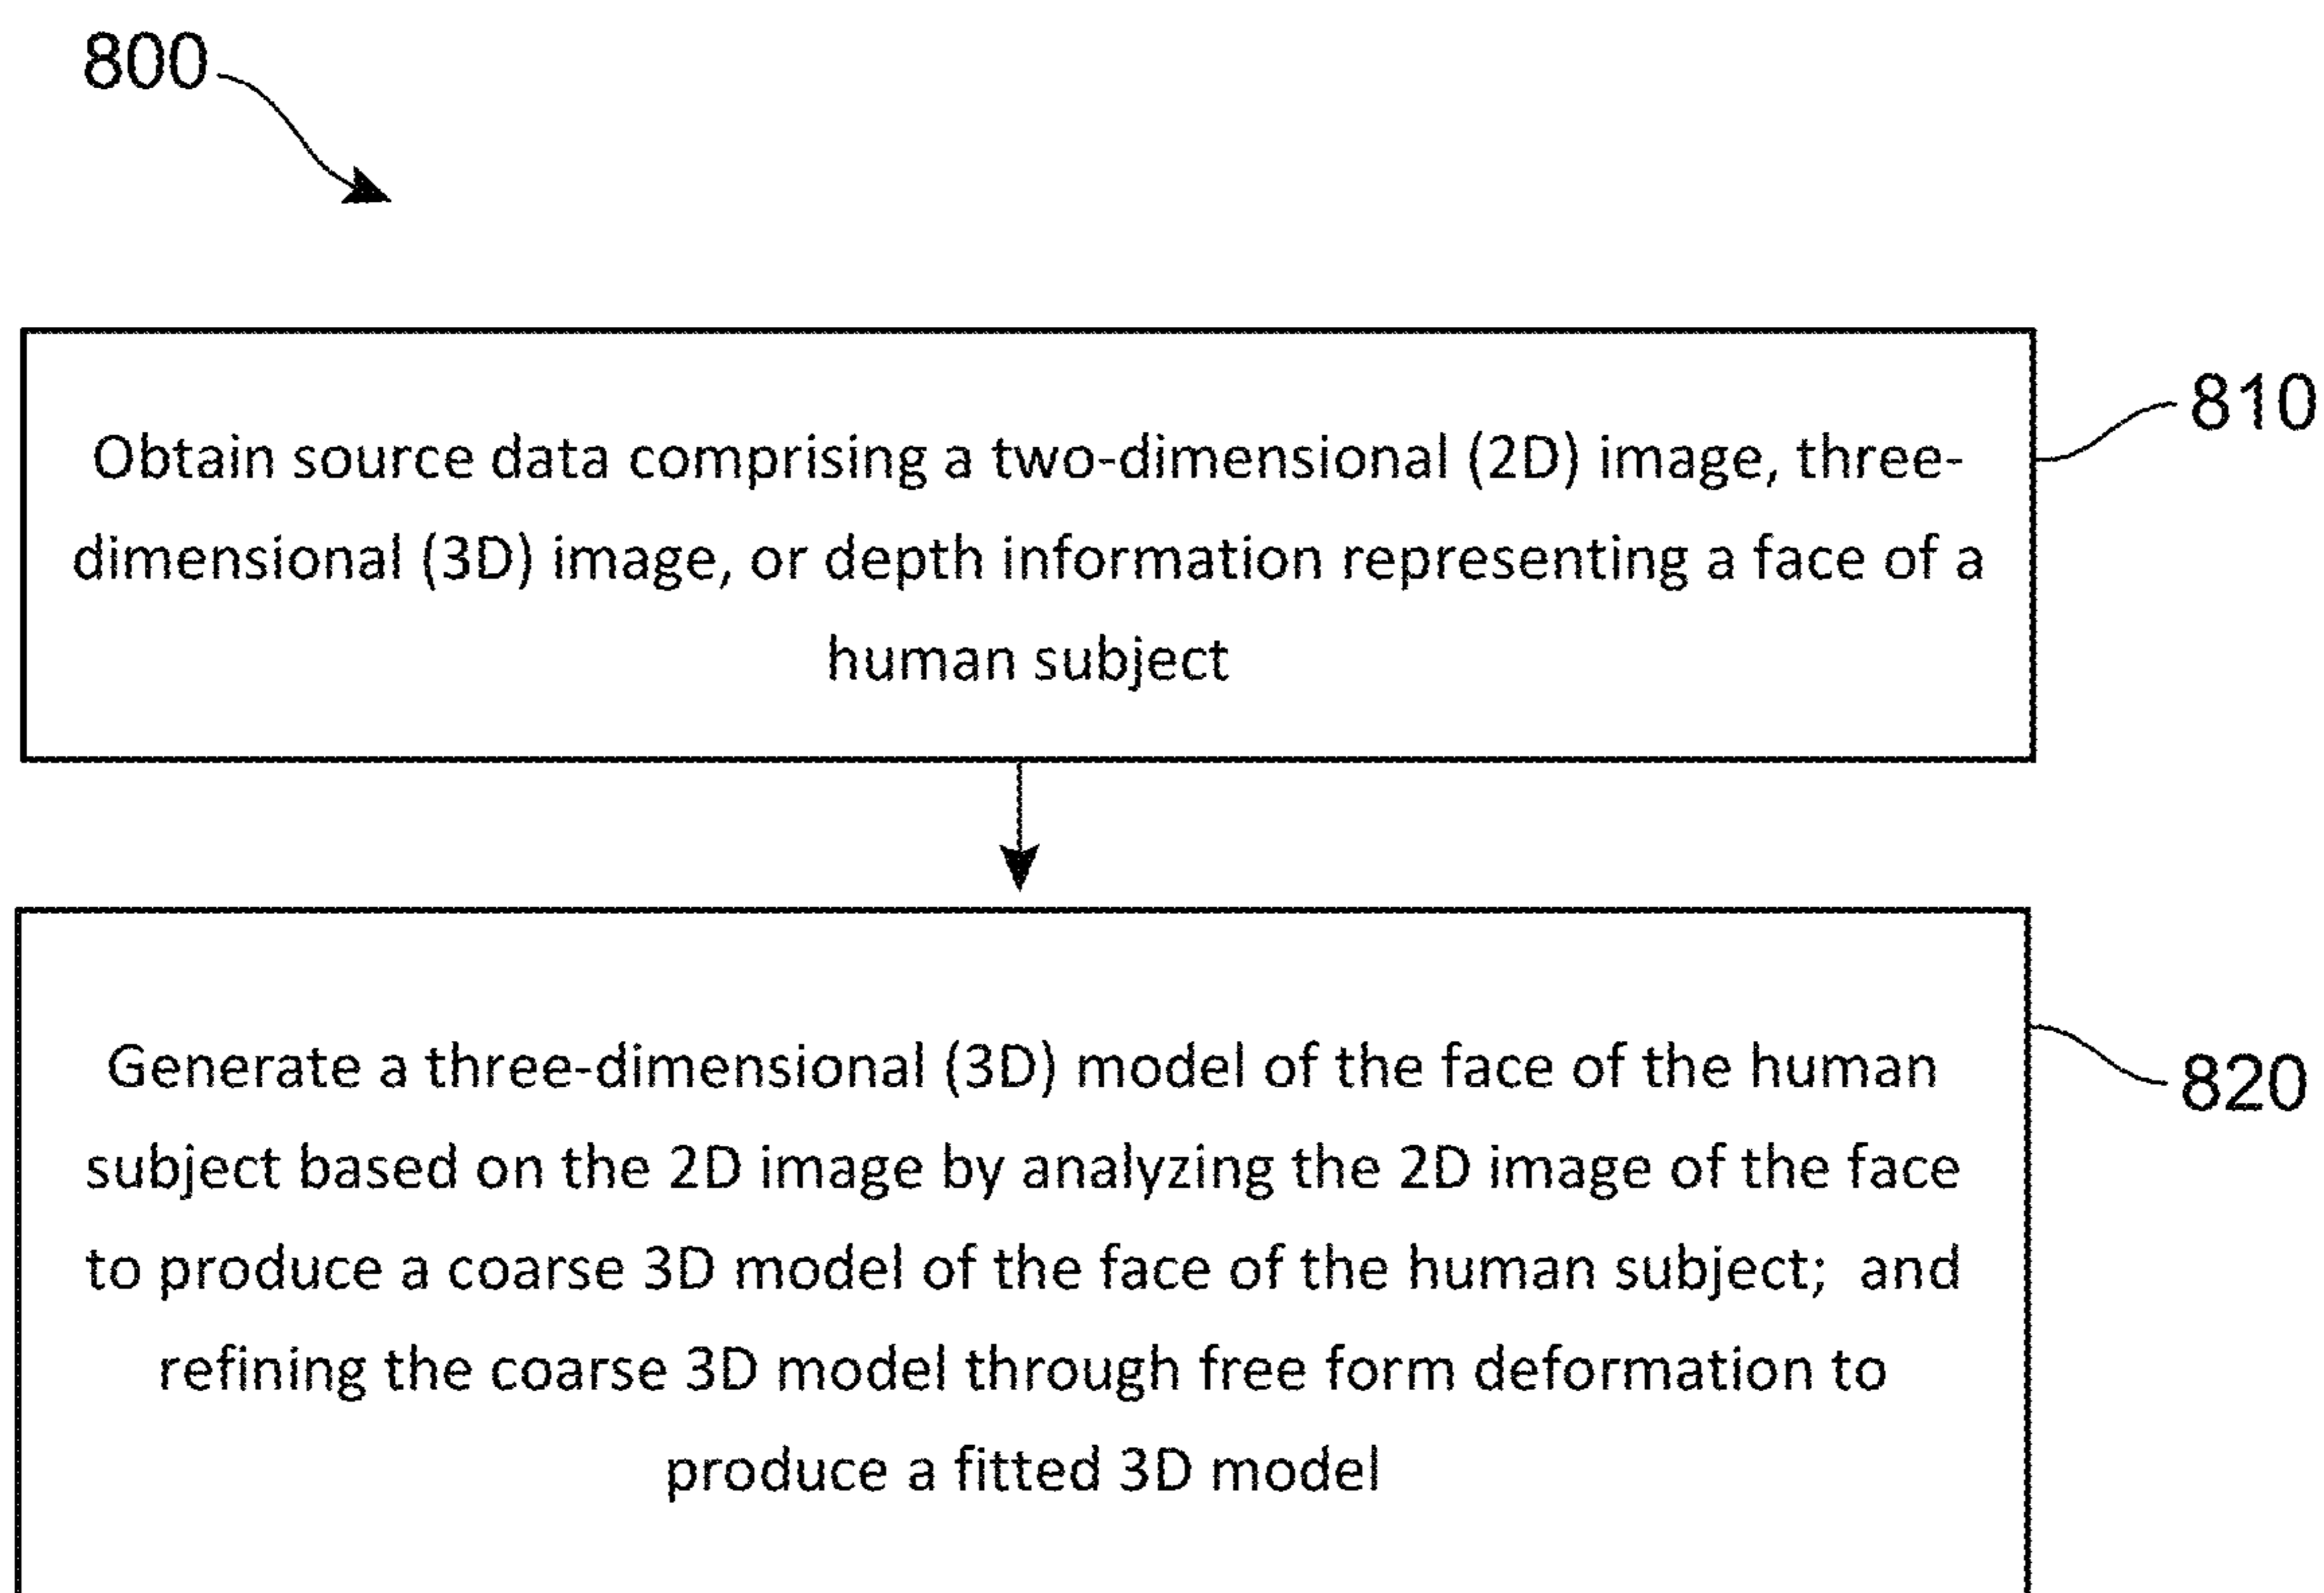 800
810
Obtain source data comprising a two-dimensional (2D) image, three-
dimensional (3D) image, or depth information representing a face of a
human subject
820
Generate a three-dimensional (3D) model of the face of the human
subject based on the 2D image by analyzing the 2D image of the face
to produce a coarse 3D model of the face of the human subject;  and
refining the coarse 3D model through free form deformation to
produce a fitted 3D model